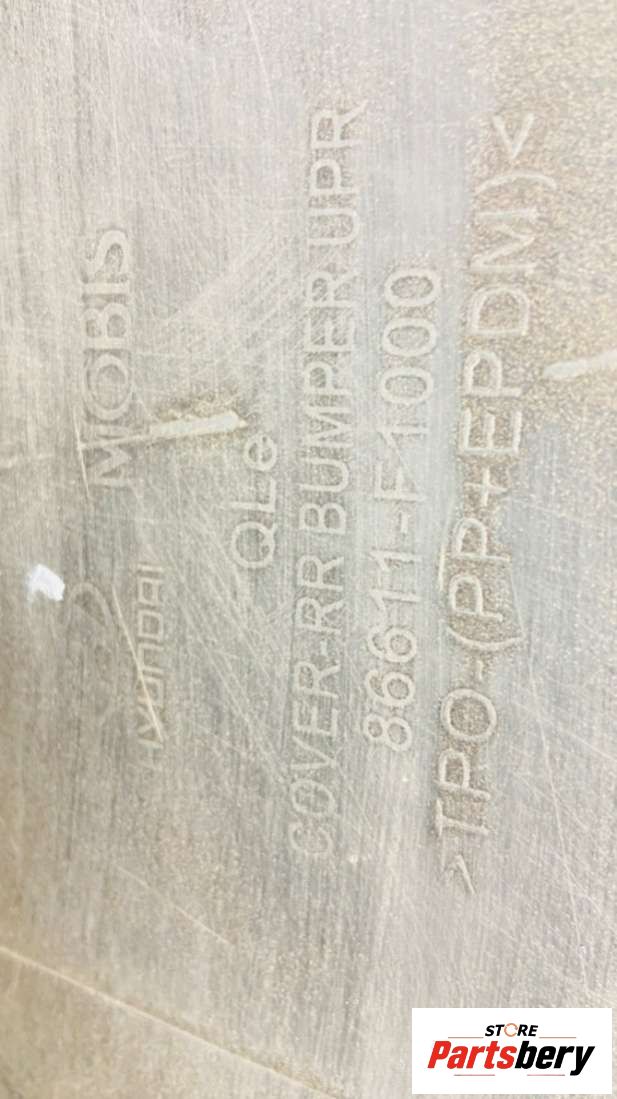 MOBIS
HYUNDAI
QLe
COVER-RR BUMPER UPR
86611-F1000
>TPO-(PP+EPDM)<
STORE
Partsbery